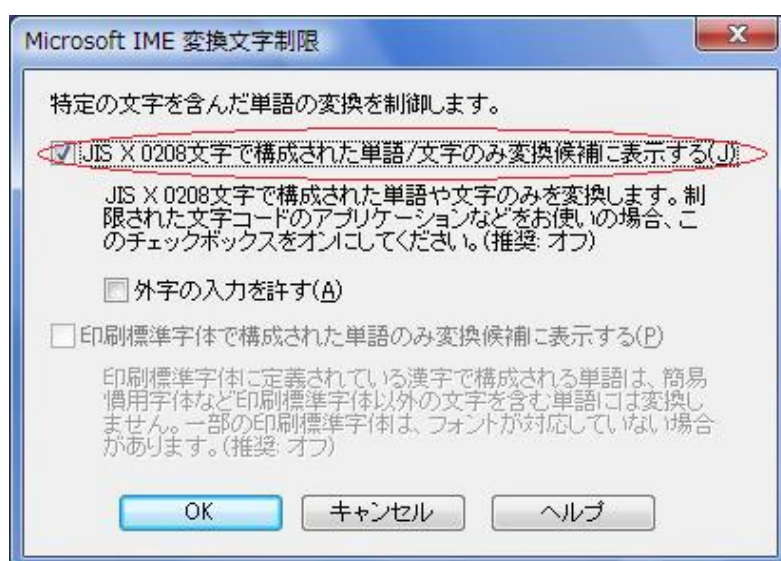 Microsoft IME 変換文字制限
特定の文字を含んだ単語の変換を制御します。
JIS X 0208文字で構成された単語/文字のみ変換候補に表示する(J)
JIS X 0208文字で構成された単語や文字のみを変換します。制
限された文字コードのアプリケーションなどをお使いの場合、こ
のチェックボックスをオンにしてください。(推奨: オフ)
外字の入力を許す(A)
印刷標準字体で構成された単語のみ変換候補に表示する(P)
印刷標準字体に定義されている漢字で構成される単語は、簡易
慣用字体など印刷標準字体以外の文字を含む単語には変換し
ません。一部の印刷標準字体は、フォントが対応していない場合
があります。(推奨: オフ)
OK キャンセル ヘルプ